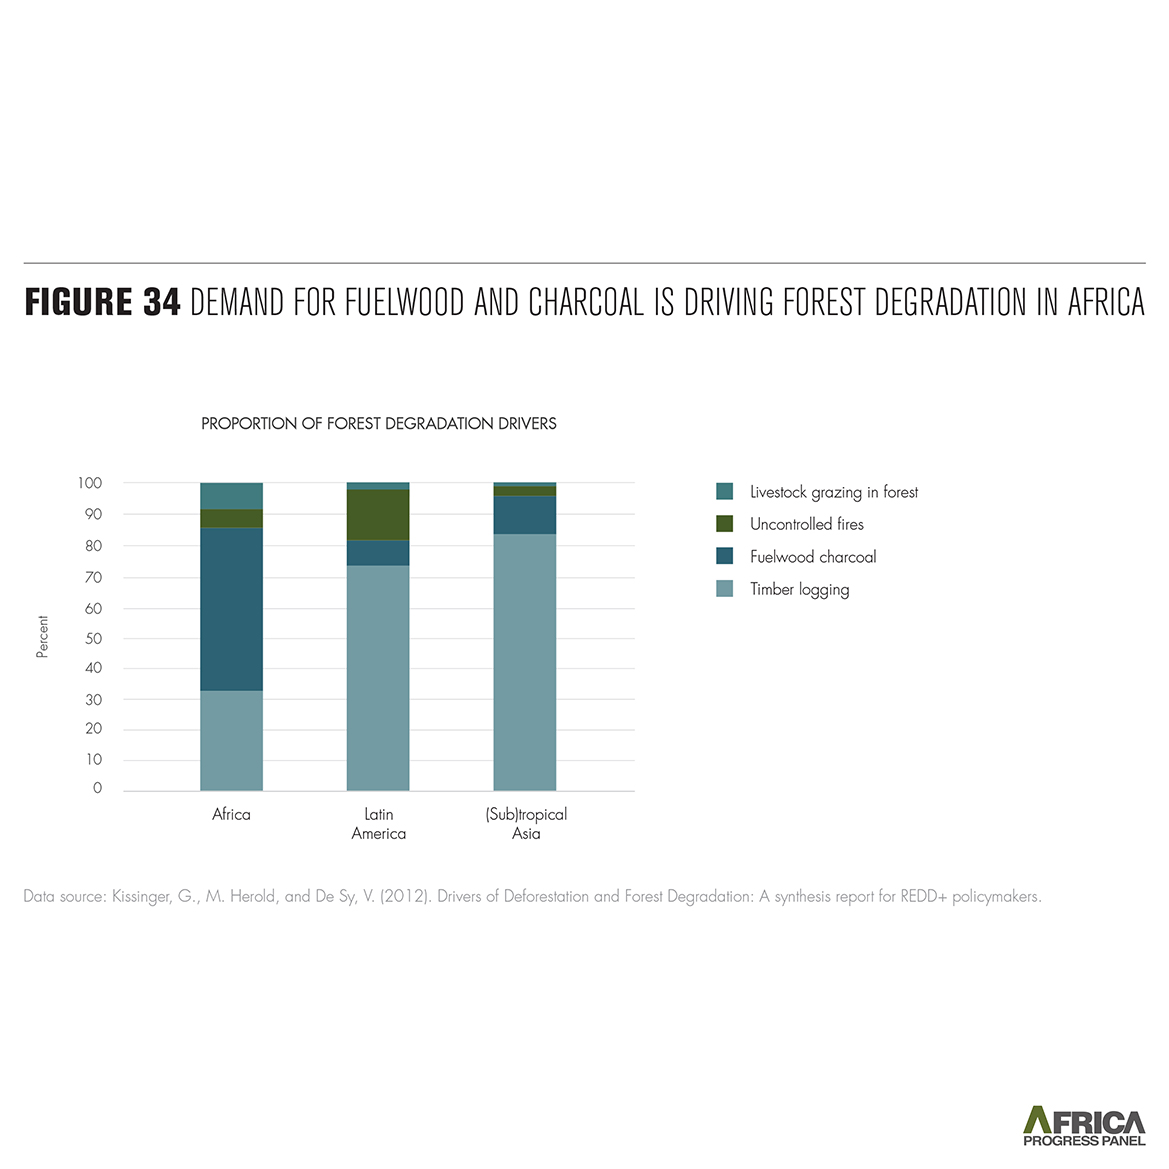 FIGURE 34 DEMAND FOR FUELWOOD AND CHARCOAL IS DRIVING FOREST DEGRADATION IN AFRICA
PROPORTION OF FOREST DEGRADATION DRIVERS
100
90
80
70
60
50
40
30
20
10
0
Percent
Africa
Latin
America
(Sub)tropical
Asia
Livestock grazing in forest
Uncontrolled fires
Fuelwood charcoal
Timber logging
Data source: Kissinger, G., M. Herold, and De Sy, V. (2012). Drivers of Deforestation and Forest Degradation: A synthesis report for REDD+ policymakers.
AFRICA
PROGRESS PANEL